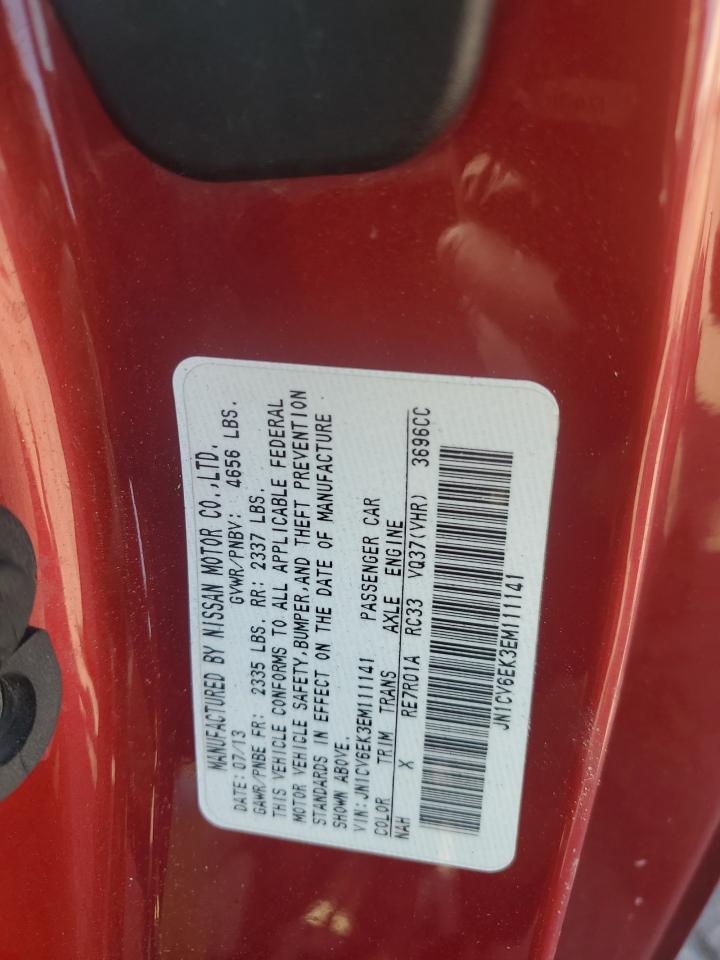 MANUFACTURED BY NISSAN MOTOR CO.,LTD.
DATE:07/13 GVWR/PNBV: 4656 LBS.
GAWR/PNBE FR: 2335 LBS. RR: 2337 LBS.
THIS VEHICLE CONFORMS TO ALL APPLICABLE FEDERAL
MOTOR VEHICLE SAFETY,BUMPER,AND THEFT PREVENTION
STANDARDS IN EFFECT ON THE DATE OF MANUFACTURE
SHOWN ABOVE.
VIN:JN1CV6EK3EM111141 PASSENGER CAR
COLOR TRIM TRANS AXLE ENGINE
NAH X RE7R01A RC33 VQ37(VHR) 3696CC
JN1CV6EK3EM111141